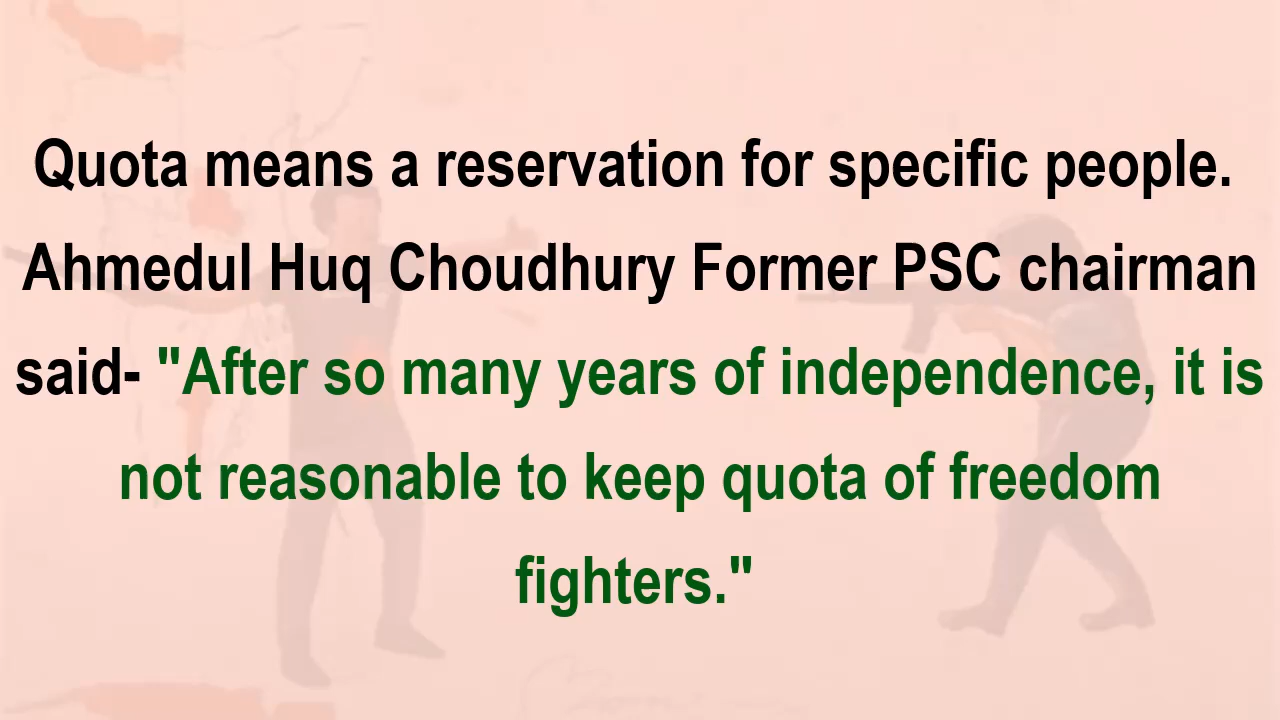 Quota means a reservation for specific people.
Ahmedul Huq Choudhury Former PSC chairman
said- "After so many years of independence, it is
not reasonable to keep quota of freedom
fighters."